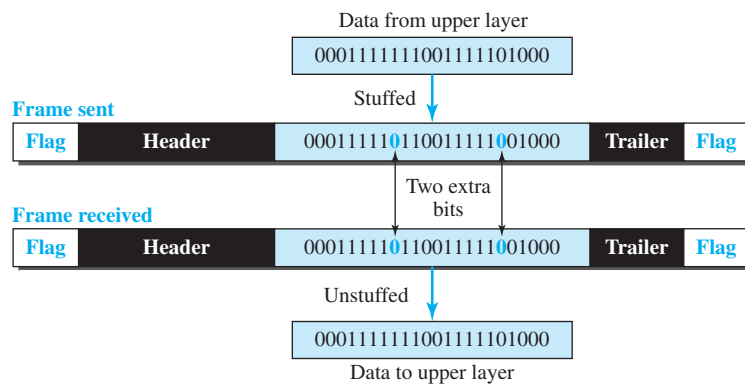 Data from upper layer
0001111111001111101000
Stuffed
Frame sent
Flag Header 000111110110011111001000 Trailer Flag
Two extra
bits
Frame received
Flag Header 000111110110011111001000 Trailer Flag
Unstuffed
0001111111001111101000
Data to upper layer